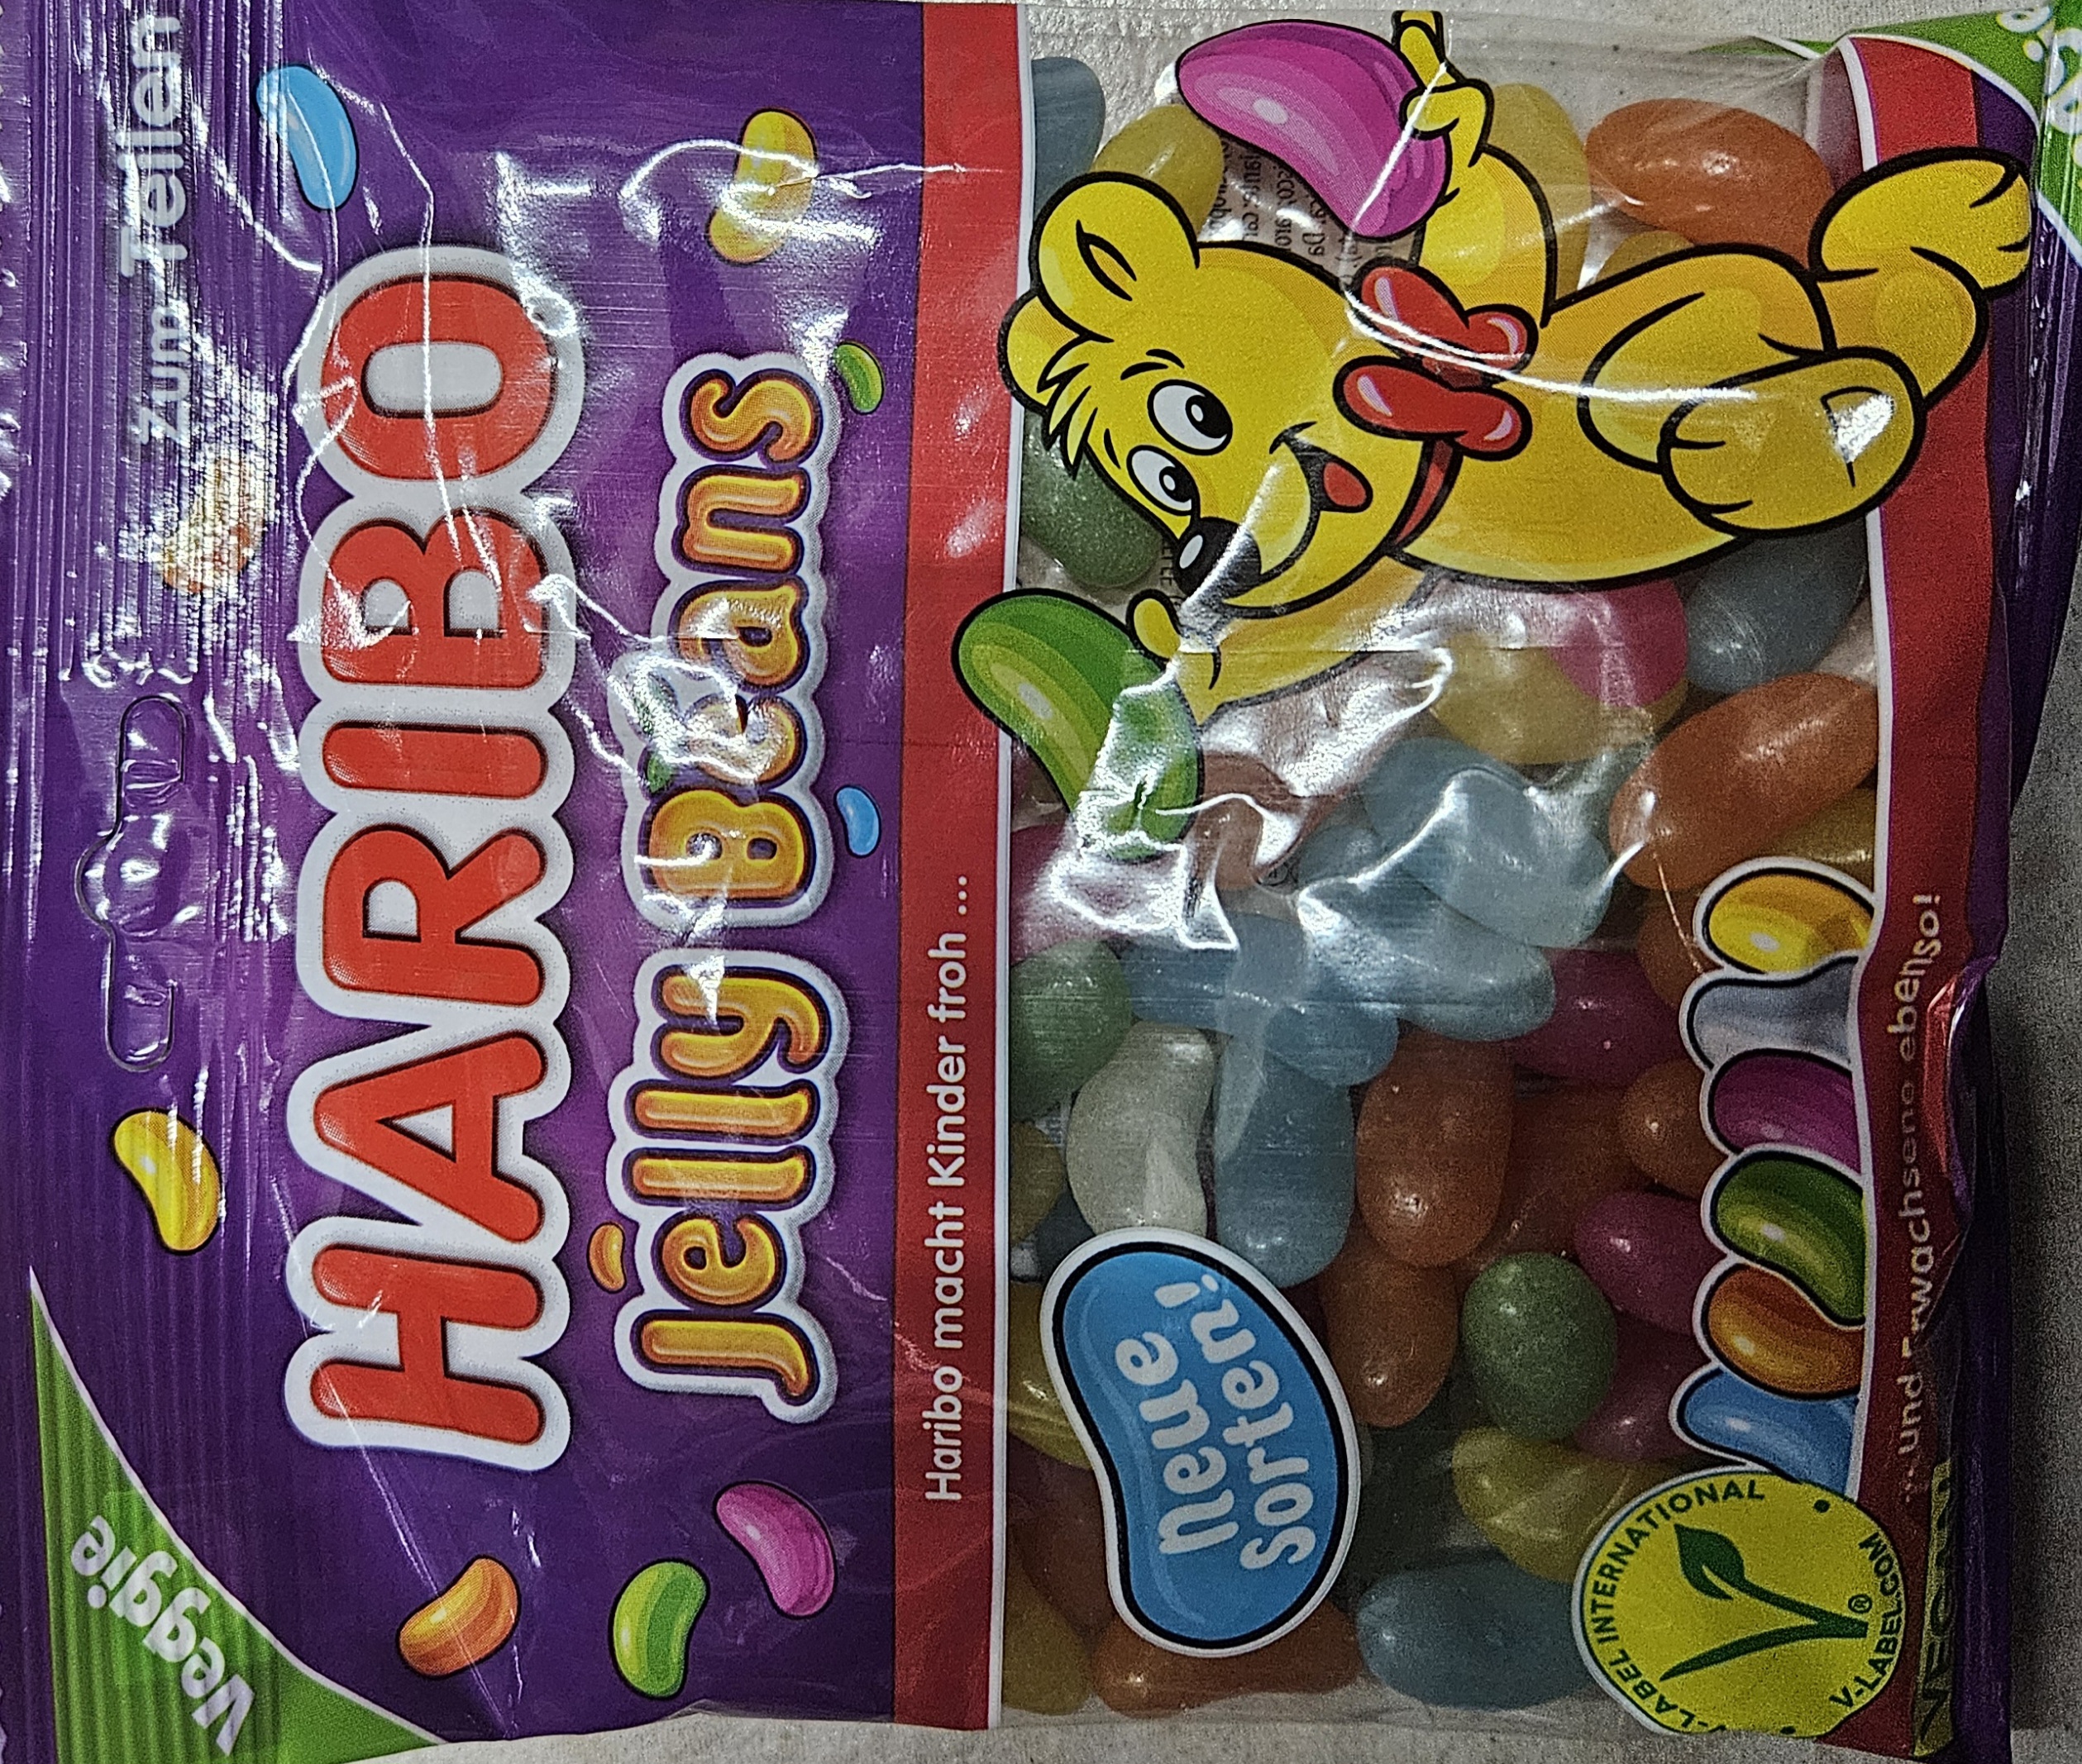 Zum Teilen
Veggie
HARIBO
Jelly Beans
Haribo macht Kinder froh ...
neue
Sorten!
V-LABEL INTERNATIONAL
V-LABEL.COM
®
... und Erwachsene ebenso!